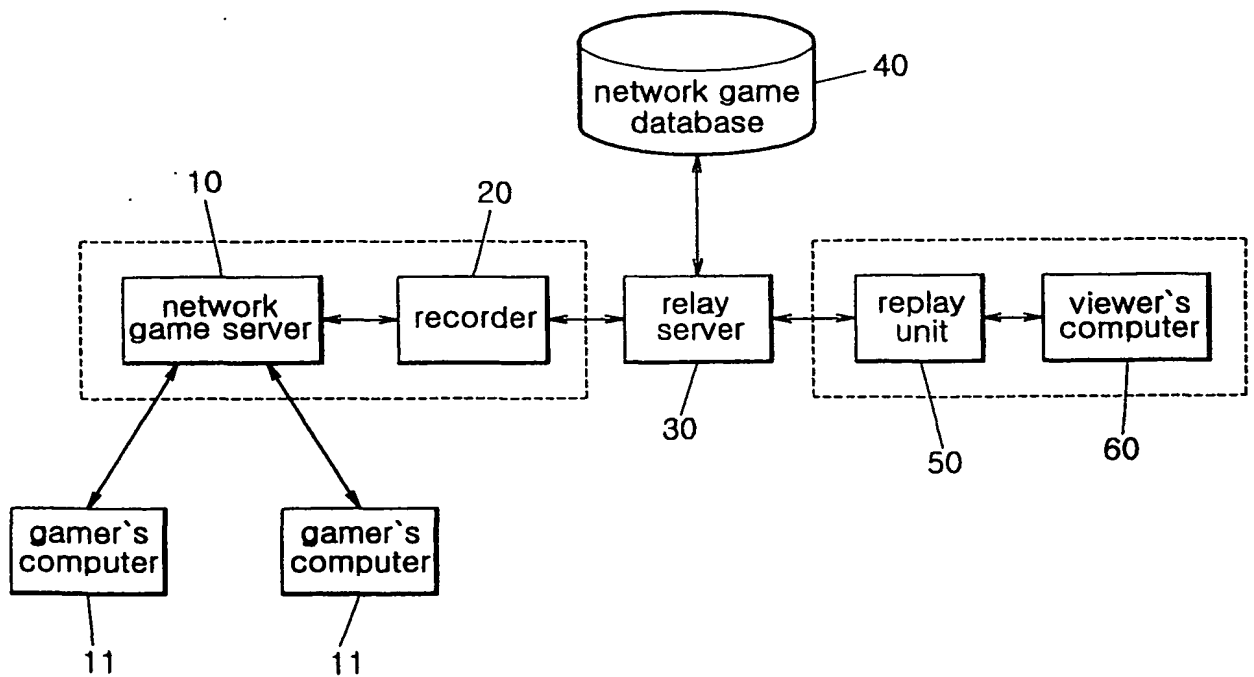 40
network game
database
10
20
network
game server
recorder
relay
server
replay
unit
viewer`s
computer
30
50
60
gamer`s
computer
gamer`s
computer
11
11